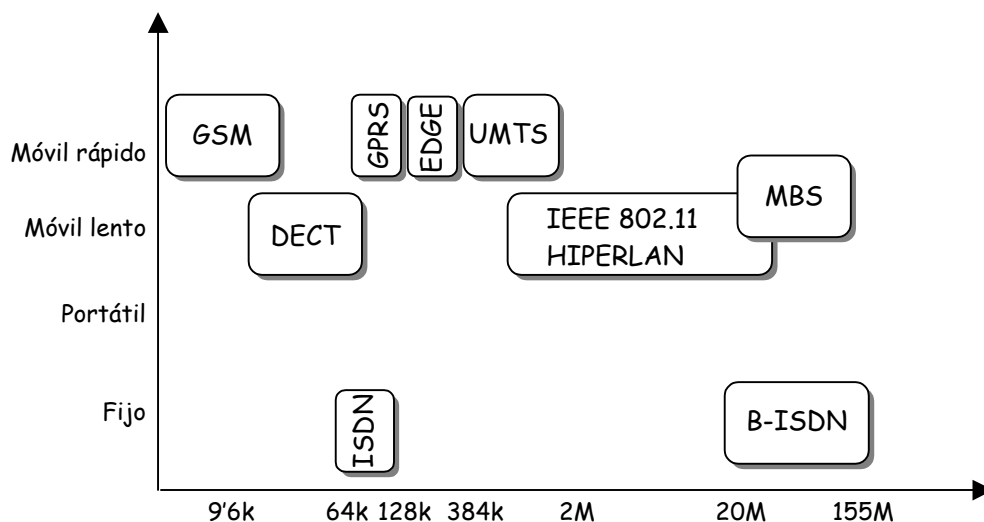 GSM
GPRS
EDGE
UMTS
Móvil rápido
MBS
Móvil lento
DECT
IEEE 802.11
HIPERLAN
Portátil
Fijo
ISDN
B-ISDN
9'6k 64k 128k 384k 2M 20M 155M